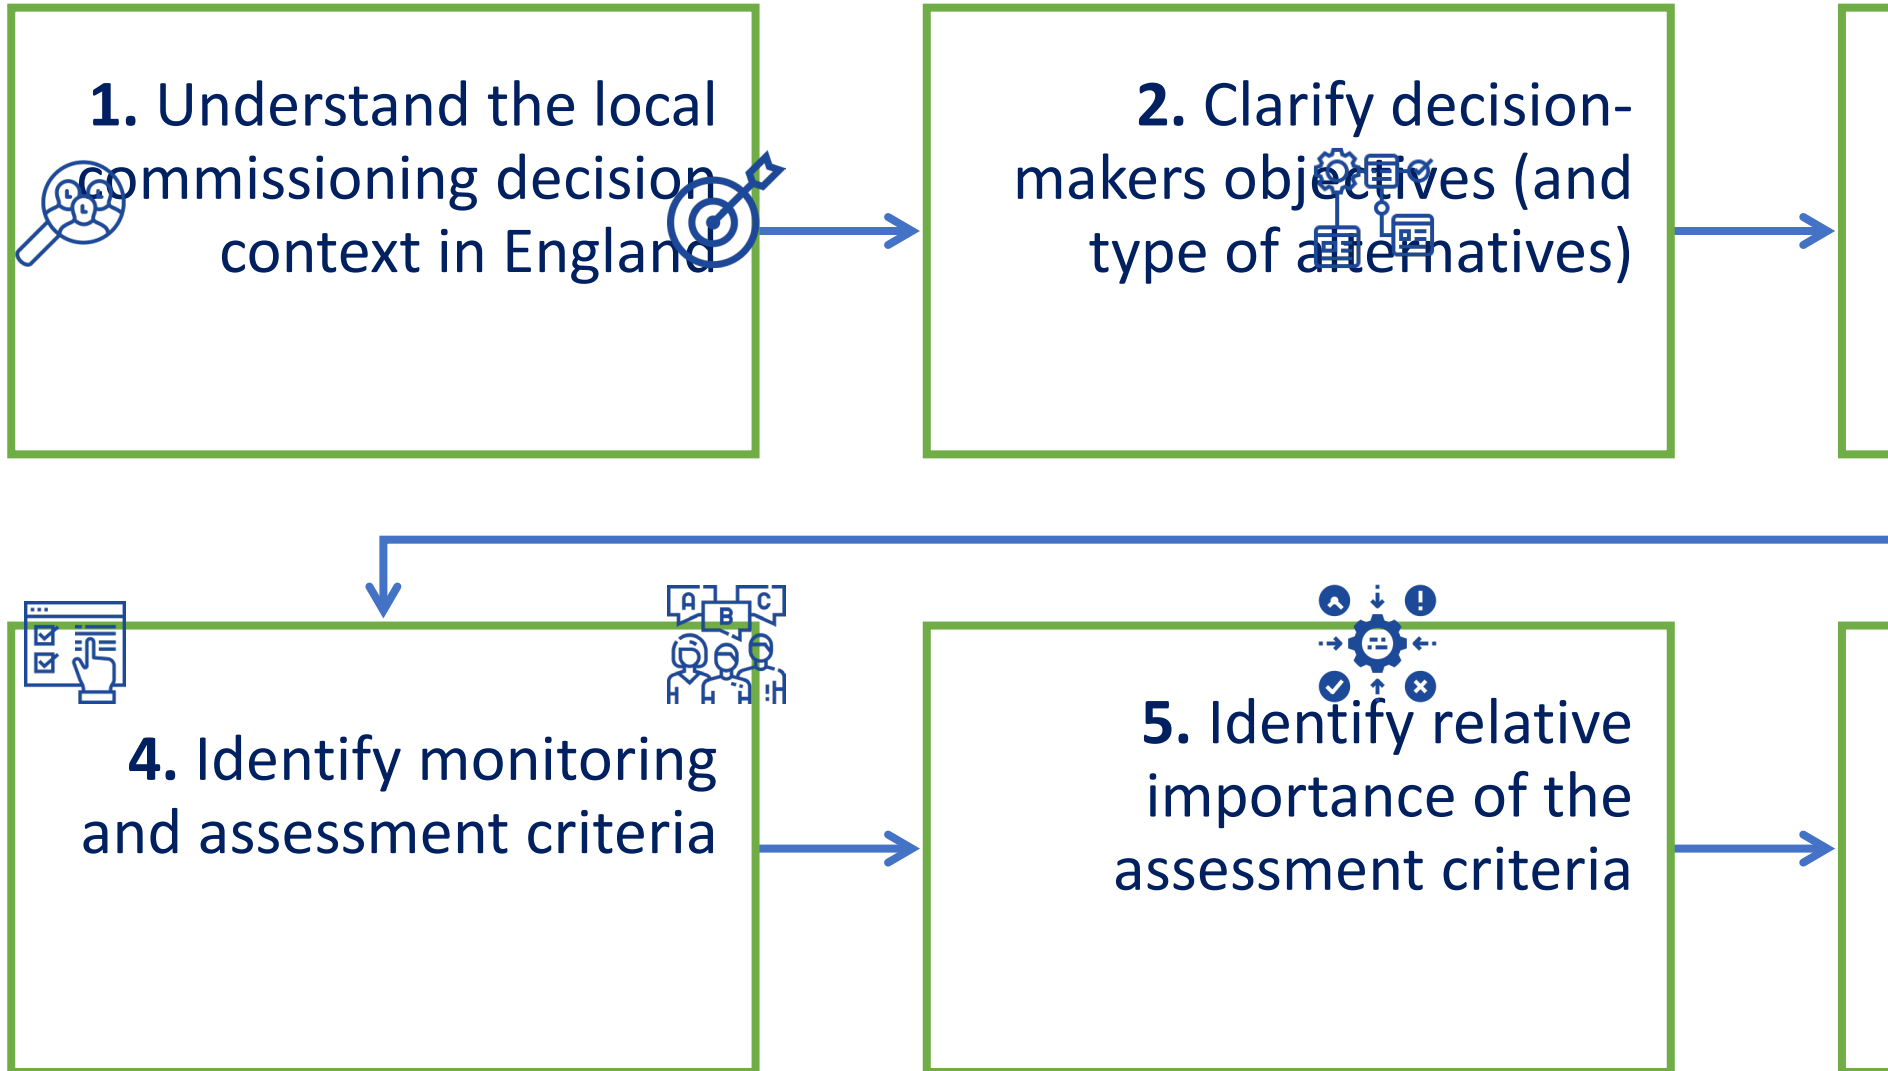 1. Understand the local
commissioning decision
context in England
2. Clarify decision-
makers objectives (and
type of alternatives)
A
B
C
4. Identify monitoring
and assessment criteria
5. Identify relative
importance of the
assessment criteria